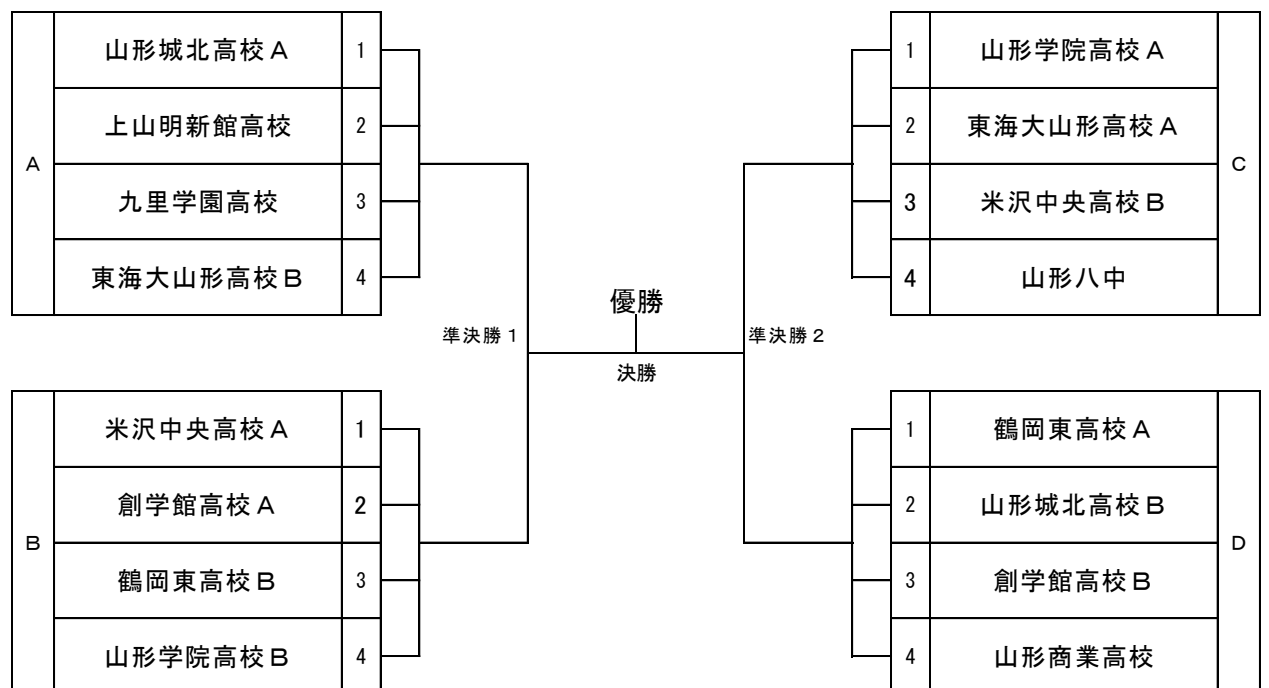 A
山形城北高校A 1
上山明新館高校 2
九里学園高校 3
東海大山形高校B 4
B
米沢中央高校A 1
創学館高校A 2
鶴岡東高校B 3
山形学院高校B 4
準決勝1
優勝
決勝
準決勝2
C
1 山形学院高校A
2 東海大山形高校A
3 米沢中央高校B
4 山形八中
D
1 鶴岡東高校A
2 山形城北高校B
3 創学館高校B
4 山形商業高校